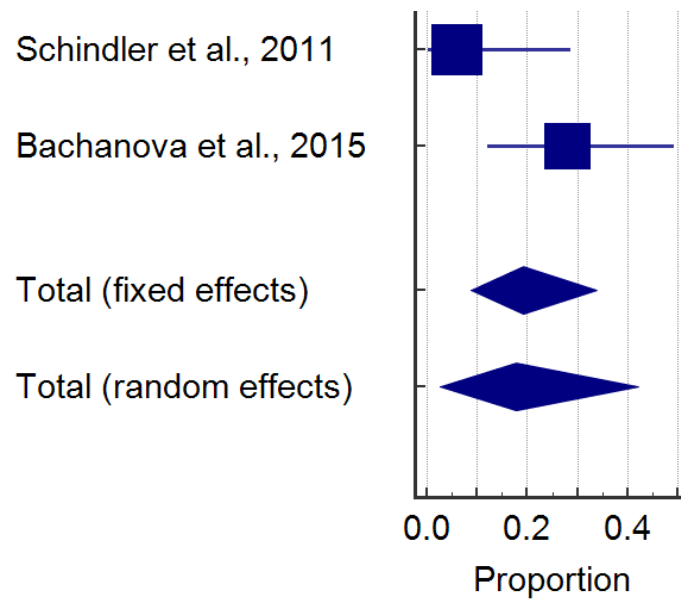 Schindler et al., 2011
Bachanova et al., 2015
Total (fixed effects)
Total (random effects)
0.0 0.2 0.4
Proportion